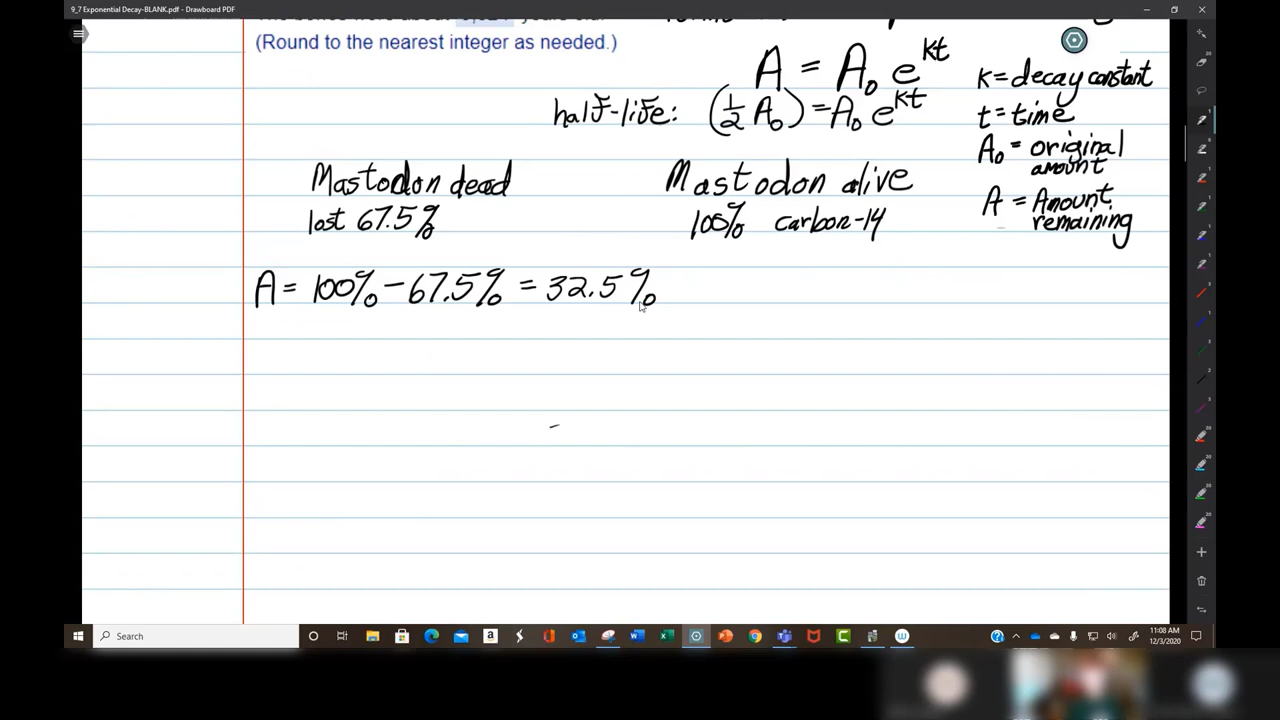 9_7 Exponential Decay-BLANK.pdf - Drawboard PDF
(Round to the nearest integer as needed.)
A = A₀ e^kt
half-life: (1/2 A₀) = A₀ e^kt
k = decay constant
t = time
A₀ = original
amount
A = Amount
remaining
Mastodon dead
lost 67.5%
Mastodon alive
100% carbon-14
A = 100% - 67.5% = 32.5%
Search
11:08 AM
12/3/2020